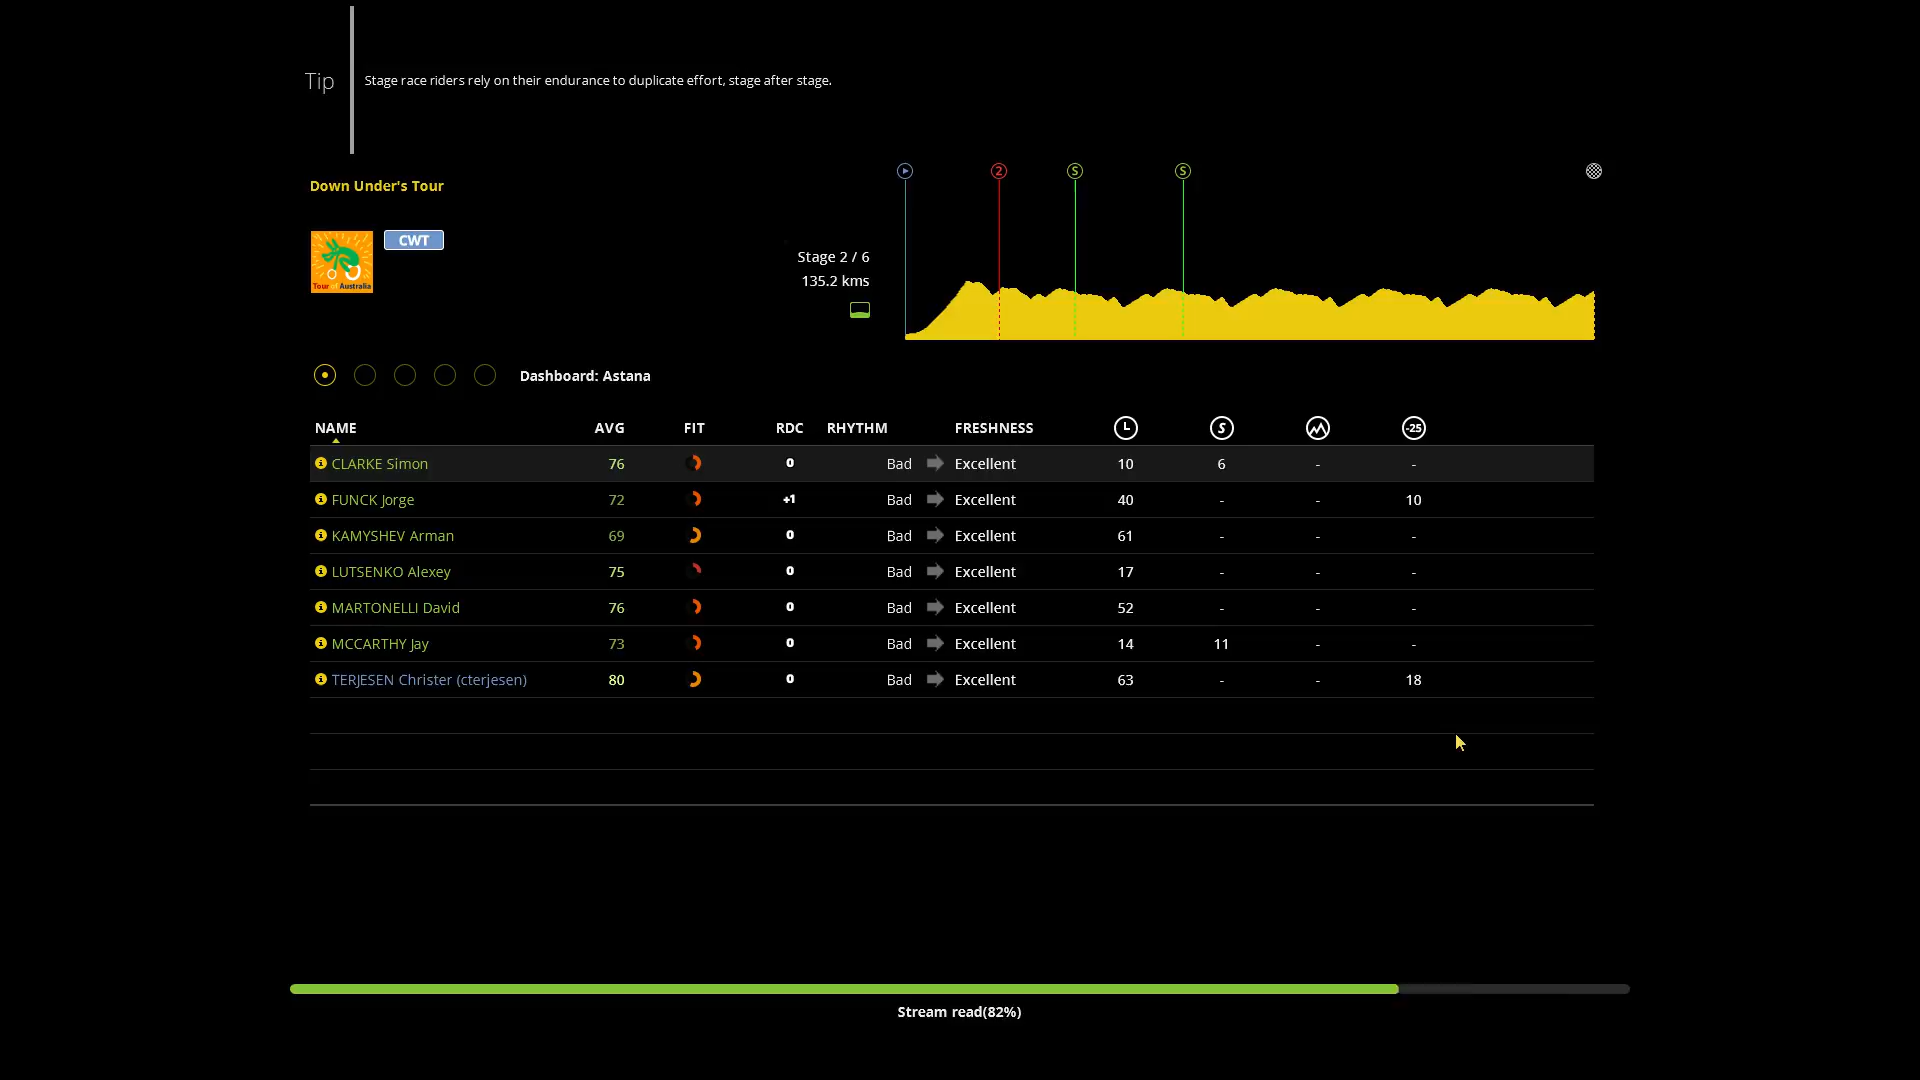 Tip
Stage race riders rely on their endurance to duplicate effort, stage after stage.
Down Under's Tour
CWT
Tour of Australia
Stage 2 / 6
135.2 kms
2 S S
Dashboard: Astana
NAME AVG FIT RDC RHYTHM FRESHNESS S -25
CLARKE Simon 76 0 Bad Excellent 10 6 - -
FUNCK Jorge 72 +1 Bad Excellent 40 - - 10
KAMYSHEV Arman 69 0 Bad Excellent 61 - - -
LUTSENKO Alexey 75 0 Bad Excellent 17 - - -
MARTONELLI David 76 0 Bad Excellent 52 - - -
MCCARTHY Jay 73 0 Bad Excellent 14 11 - -
TERJESEN Christer (cterjesen) 80 0 Bad Excellent 63 - - 18
Stream read(82%)